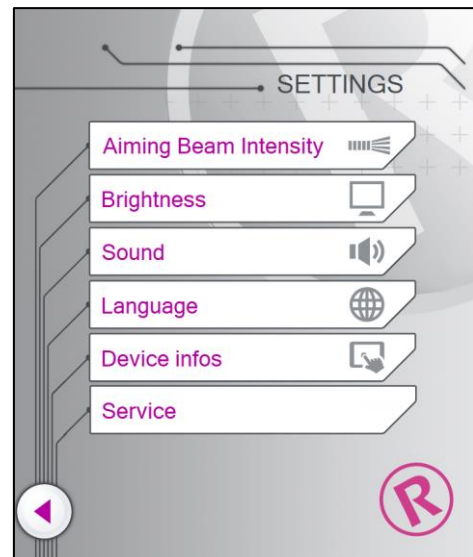 SETTINGS
Aiming Beam Intensity
Brightness
Sound
Language
Device infos
Service
R